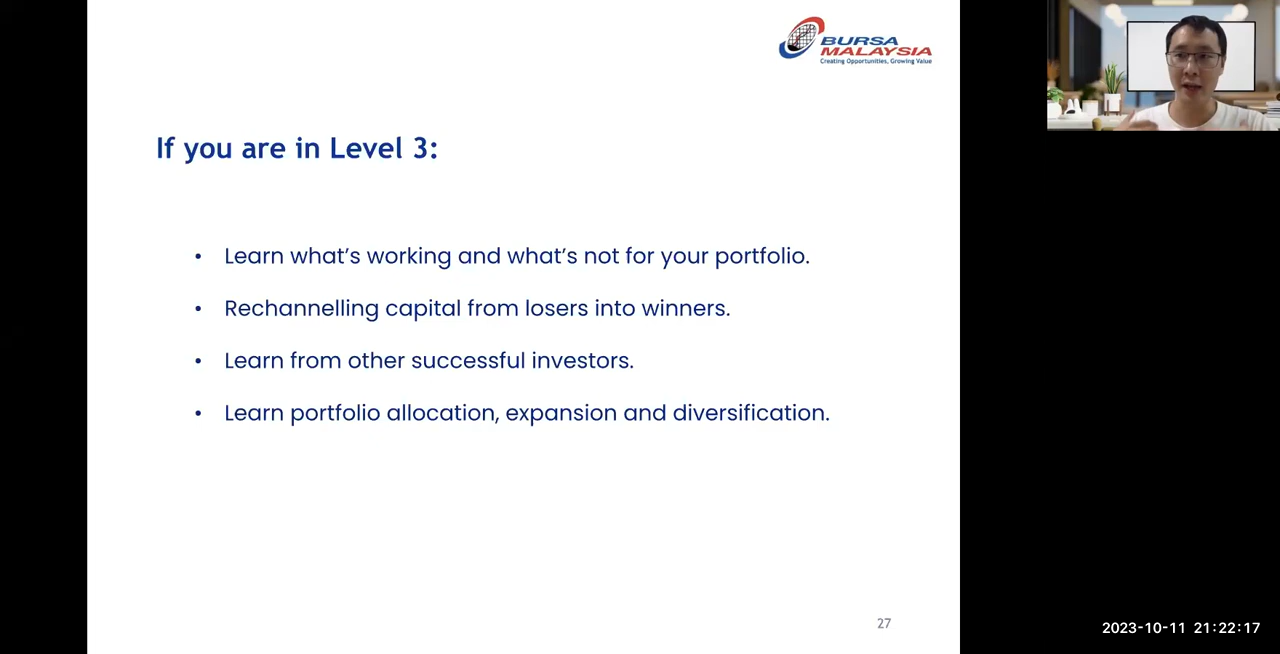 BURSA
MALAYSIA
Creating Opportunities, Growing Value
If you are in Level 3:
• Learn what’s working and what’s not for your portfolio.
• Rechannelling capital from losers into winners.
• Learn from other successful investors.
• Learn portfolio allocation, expansion and diversification.
27
2023-10-11 21:22:17